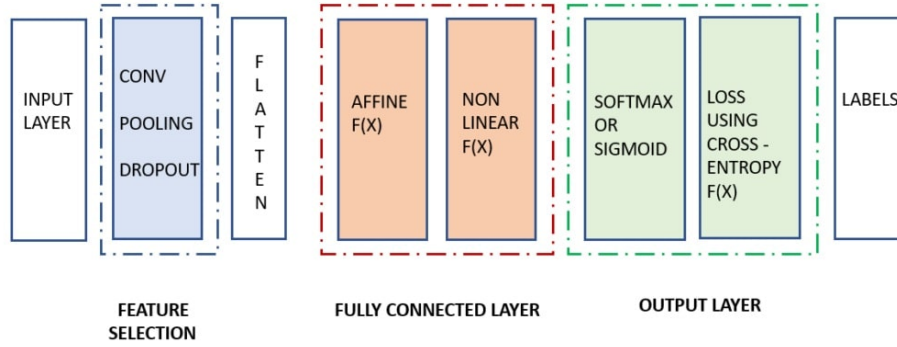 INPUT
LAYER
CONV
POOLING
DROPOUT
F
L
A
T
T
E
N
AFFINE
F(X)
NON
LINEAR
F(X)
SOFTMAX
OR
SIGMOID
LOSS
USING
CROSS -
ENTROPY
F(X)
LABELS
FEATURE
SELECTION
FULLY CONNECTED LAYER
OUTPUT LAYER